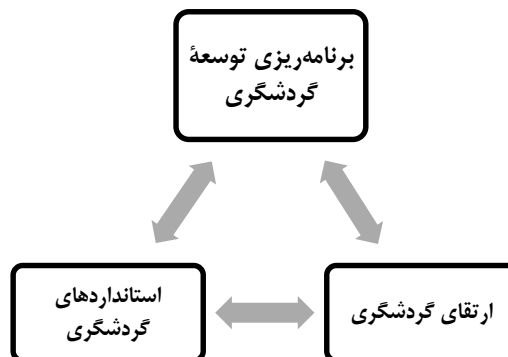 برنامه‌ریزی توسعهٔ
گردشگری
ارتقای گردشگری
استانداردهای
گردشگری